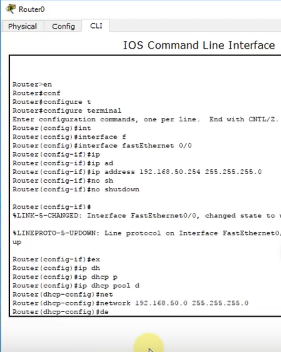 Router0
Physical Config CLI
IOS Command Line Interface
Router>en
Router#conf
Router#configure t
Router#configure terminal
Enter configuration commands, one per line. End with CNTL/Z.
Router(config)#int
Router(config)#interface f
Router(config)#interface fastEthernet 0/0
Router(config-if)#ip
Router(config-if)#ip ad
Router(config-if)#ip address 192.168.50.254 255.255.255.0
Router(config-if)#no sh
Router(config-if)#no shutdown
Router(config-if)#
%LINK-5-CHANGED: Interface FastEthernet0/0, changed state to
%LINEPROTO-5-UPDOWN: Line protocol on Interface FastEthernet0/
up
Router(config-if)#ex
Router(config)#ip dh
Router(config)#ip dhcp p
Router(config)#ip dhcp pool d
Router(dhcp-config)#net
Router(dhcp-config)#network 192.168.50.0 255.255.255.0
Router(dhcp-config)#de